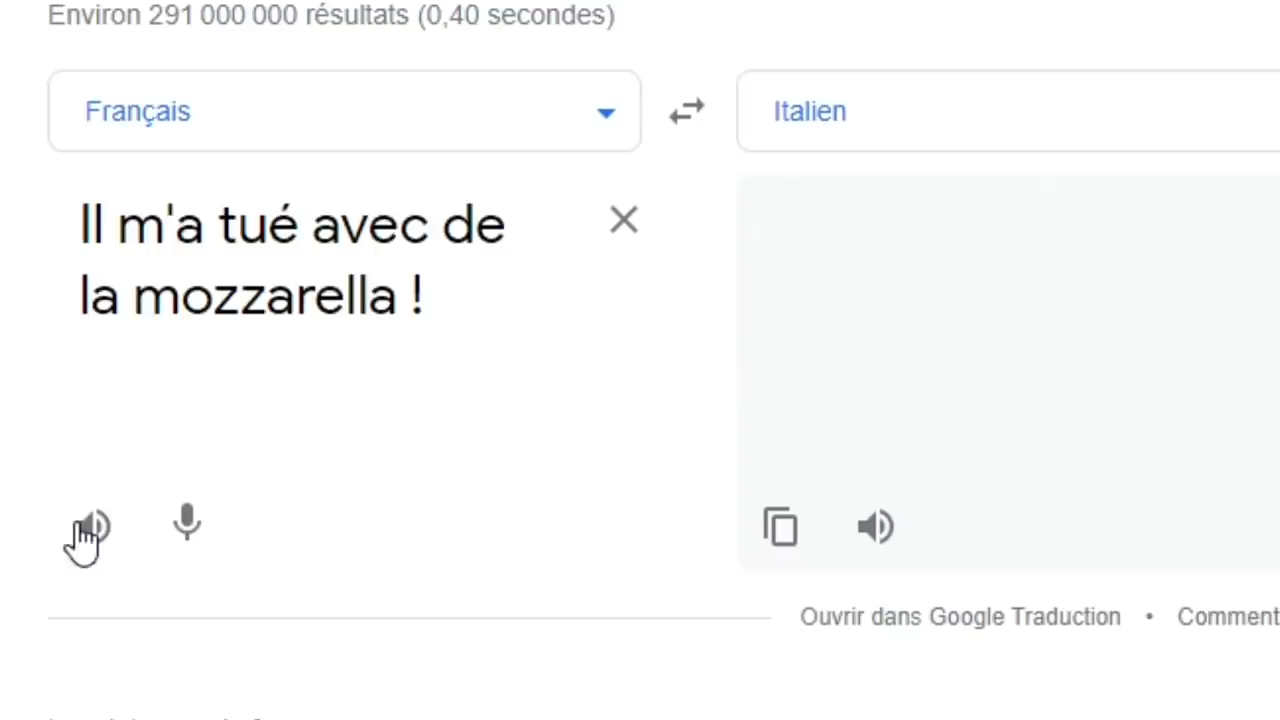 Environ 291 000 000 résultats (0,40 secondes)
Français
Italien
Il m'a tué avec de
la mozzarella !
Ouvrir dans Google Traduction • Comment